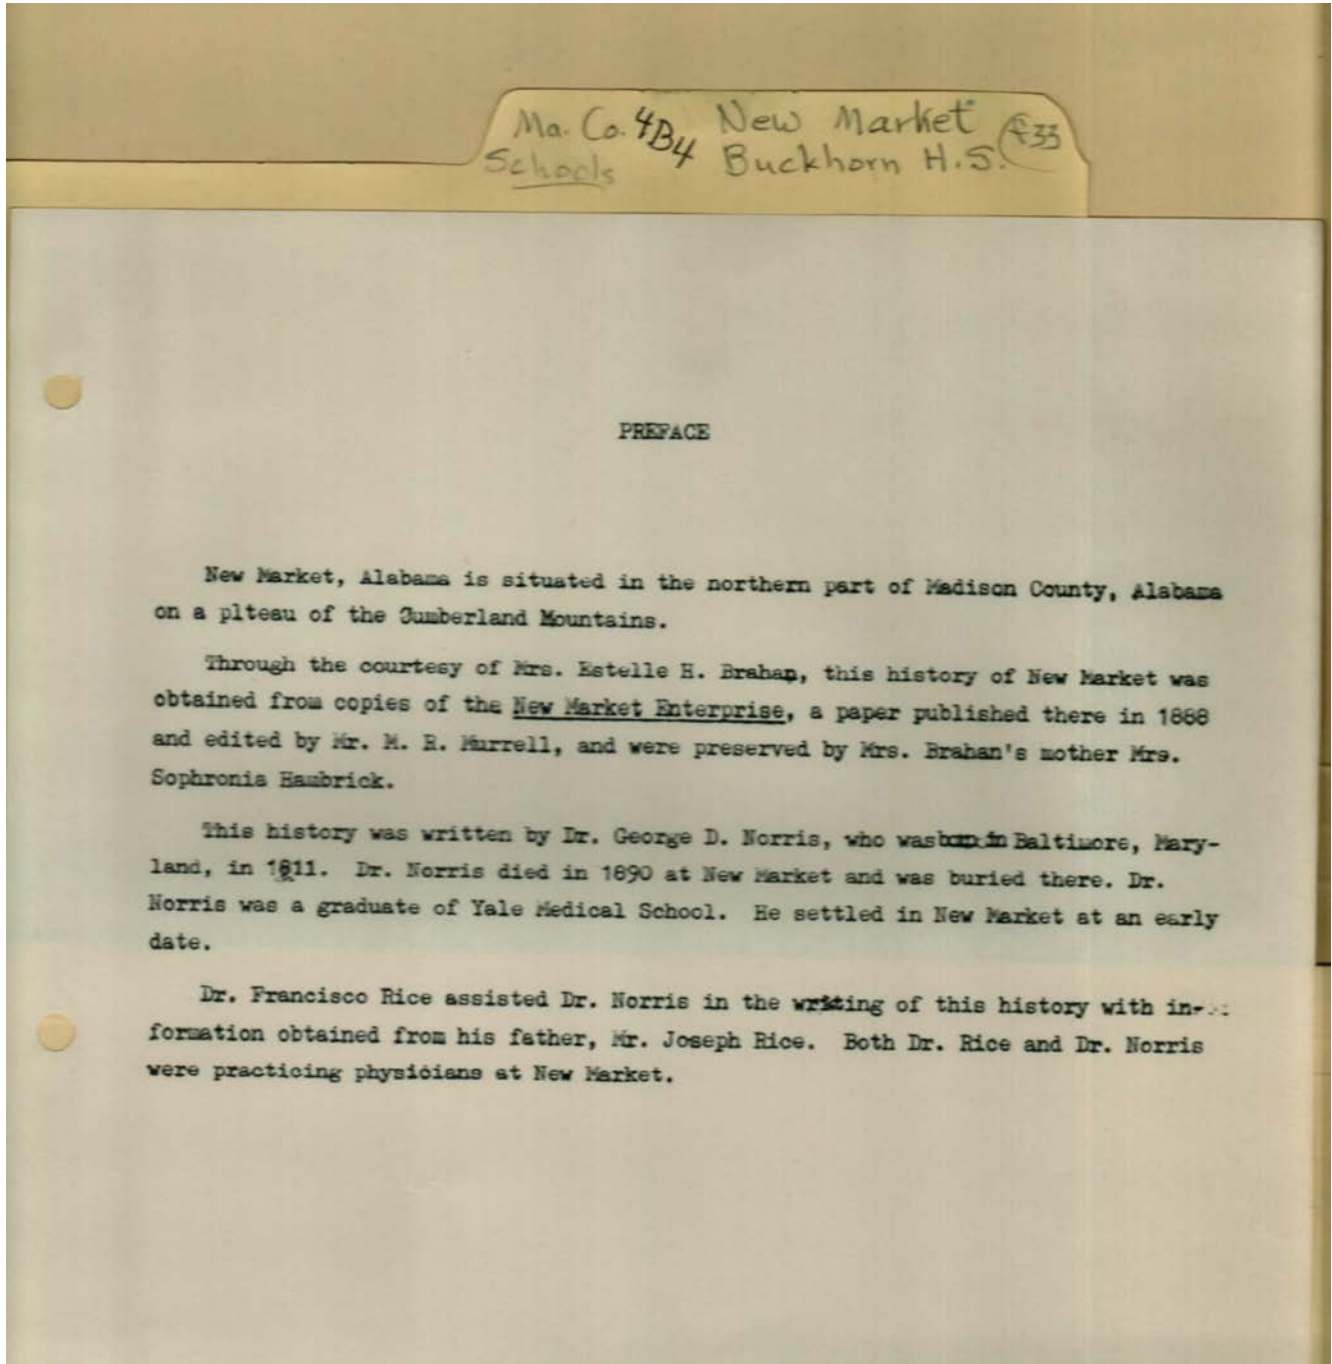 Ma. Co. 4B4 New Market f33
Schools Buckhorn H.S.
PREFACE
New Market, Alabama is situated in the northern part of Madison County, Alabama
on a plteau of the Cumberland Mountains.
Through the courtesy of Mrs. Estelle H. Brahan, this history of New Market was
obtained from copies of the New Market Enterprise, a paper published there in 1888
and edited by Mr. M. R. Murrell, and were preserved by Mrs. Brahan's mother Mrs.
Sophronia Hambrick.
This history was written by Dr. George D. Norris, who was born in Baltimore, Mary-
land, in 1811. Dr. Norris died in 1890 at New Market and was buried there. Dr.
Norris was a graduate of Yale Medical School. He settled in New Market at an early
date.
Dr. Francisco Rice assisted Dr. Norris in the writing of this history with in-
formation obtained from his father, Mr. Joseph Rice. Both Dr. Rice and Dr. Norris
were practicing physicians at New Market.